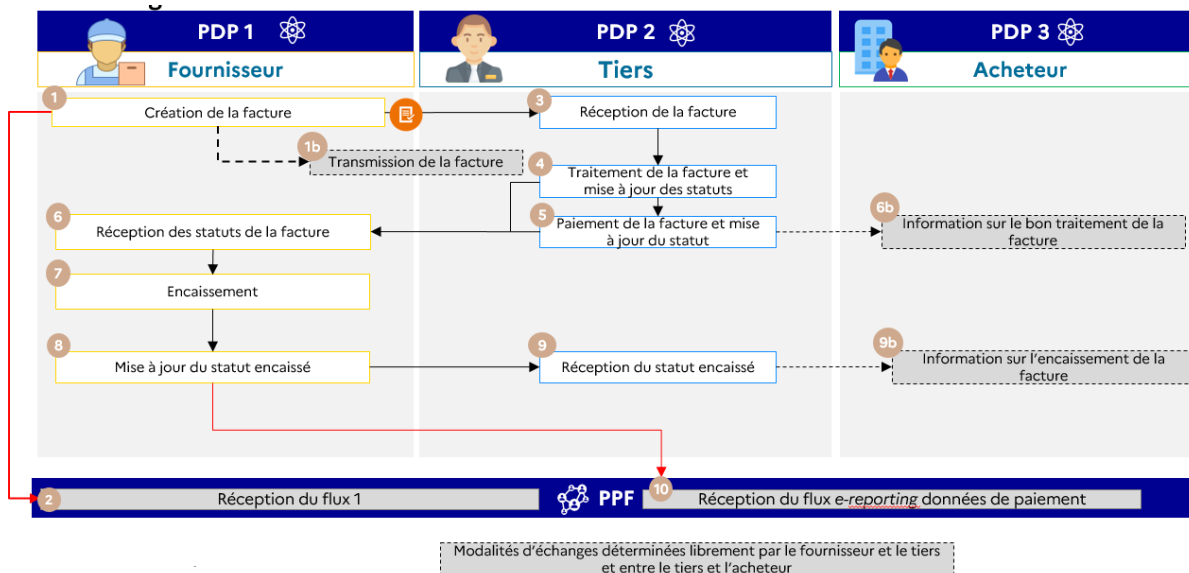 PDP 1
PDP 2
PDP 3
Fournisseur
Tiers
Acheteur
1
Création de la facture
3
Réception de la facture
1b
Transmission de la facture
4
Traitement de la facture et
mise à jour des statuts
5
Paiement de la facture et mise
à jour du statut
6
Réception des statuts de la facture
6b
Information sur le bon traitement de la
facture
7
Encaissement
8
Mise à jour du statut encaissé
9
Réception du statut encaissé
9b
Information sur l'encaissement de la
facture
2
Réception du flux 1
PPF
10
Réception du flux e-reporting données de paiement
Modalités d'échanges déterminées librement par le fournisseur et le tiers
et entre le tiers et l'acheteur